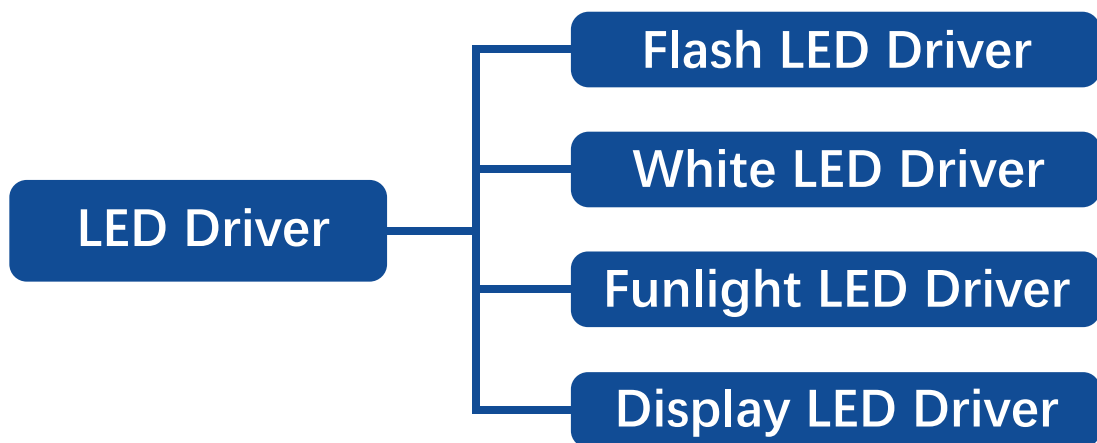 LED Driver
Flash LED Driver
White LED Driver
Funlight LED Driver
Display LED Driver